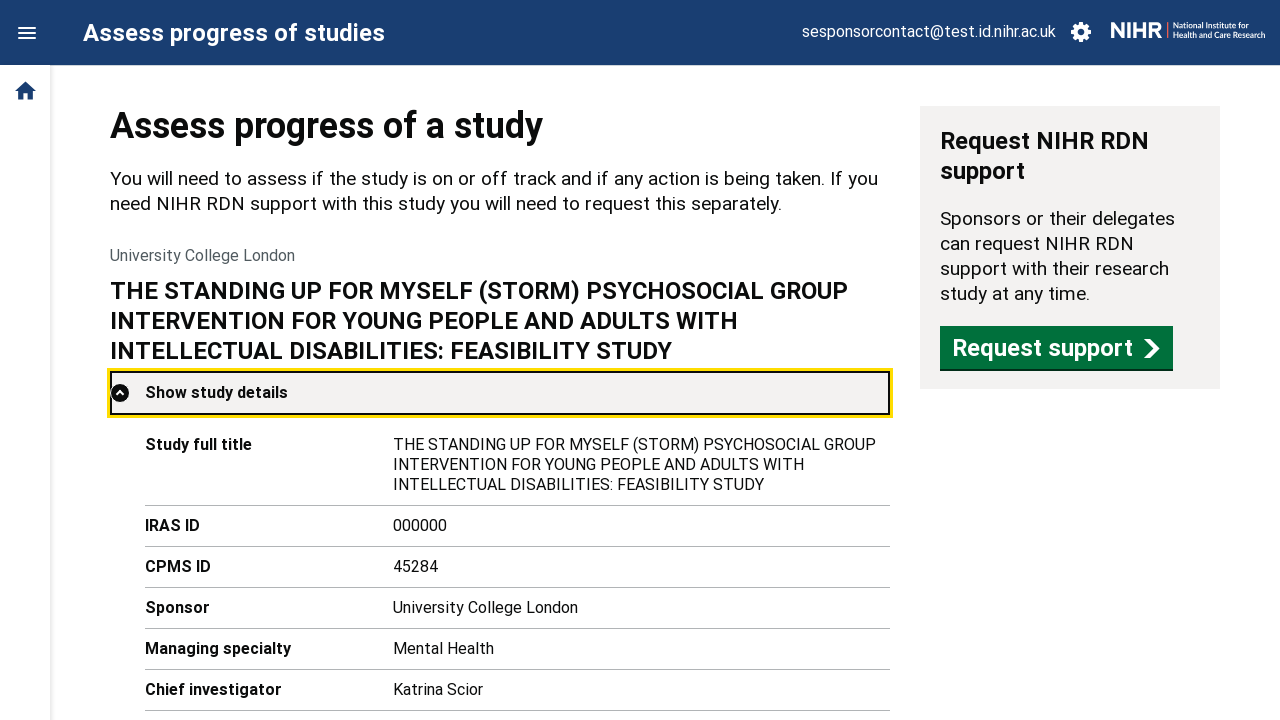 Assess progress of studies
sesponsorcontact@test.id.nihr.ac.uk
NIHR
National Institute for
Health and Care Research
Assess progress of a study
You will need to assess if the study is on or off track and if any action is being taken. If you
need NIHR RDN support with this study you will need to request this separately.
University College London
THE STANDING UP FOR MYSELF (STORM) PSYCHOSOCIAL GROUP
INTERVENTION FOR YOUNG PEOPLE AND ADULTS WITH
INTELLECTUAL DISABILITIES: FEASIBILITY STUDY
Show study details
Study full title
THE STANDING UP FOR MYSELF (STORM) PSYCHOSOCIAL GROUP
INTERVENTION FOR YOUNG PEOPLE AND ADULTS WITH
INTELLECTUAL DISABILITIES: FEASIBILITY STUDY
IRAS ID 000000
CPMS ID 45284
Sponsor University College London
Managing specialty Mental Health
Chief investigator Katrina Scior
Request NIHR RDN
support
Sponsors or their delegates
can request NIHR RDN
support with their research
study at any time.
Request support